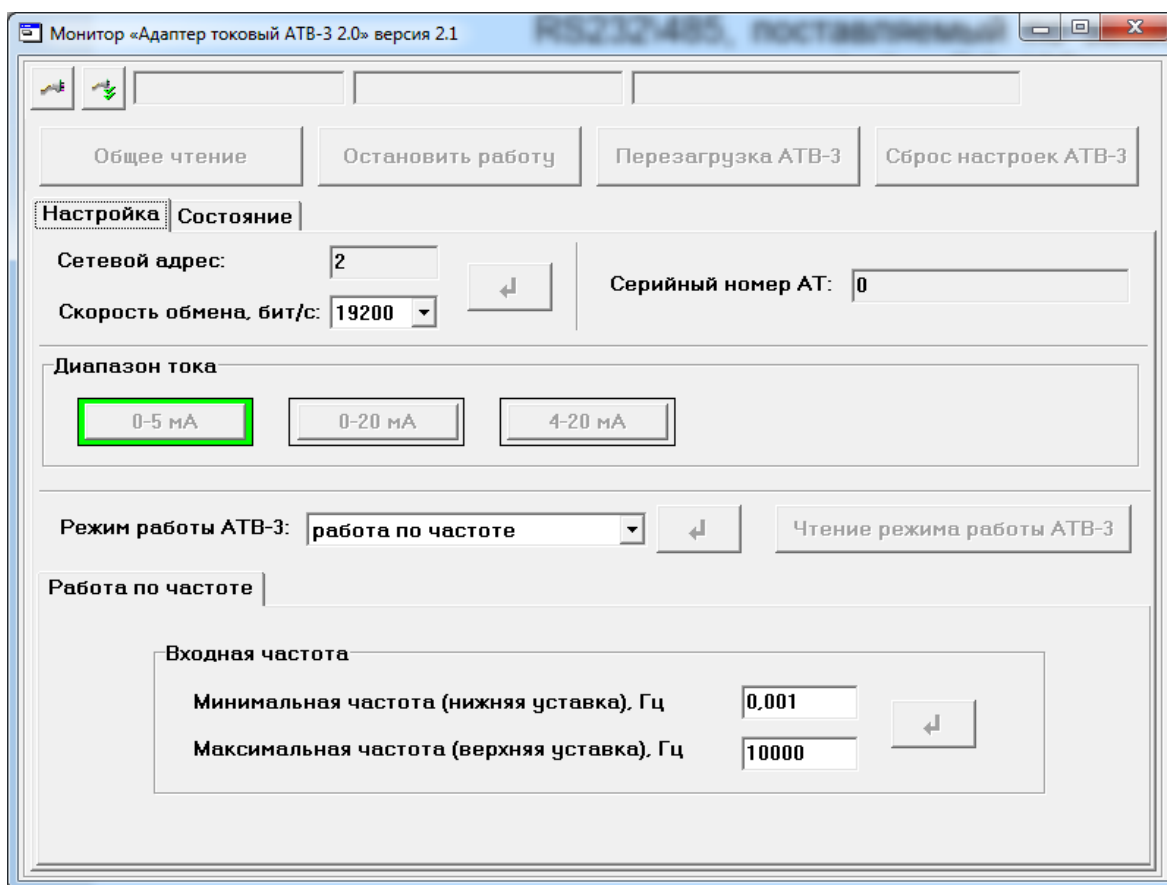 RS232\485, поставляемый
Монитор «Адаптер токовый АТВ-3 2.0» версия 2.1
Общее чтение
Остановить работу
Перезагрузка АТВ-3
Сброс настроек АТВ-3
Настройка
Состояние
Сетевой адрес:
2
Серийный номер АТ:
0
Скорость обмена, бит/с:
19200
Диапазон тока
0-5 мА
0-20 мА
4-20 мА
Режим работы АТВ-3:
работа по частоте
Чтение режима работы АТВ-3
Работа по частоте
Входная частота
Минимальная частота (нижняя уставка), Гц
0,001
Максимальная частота (верхняя уставка), Гц
10000